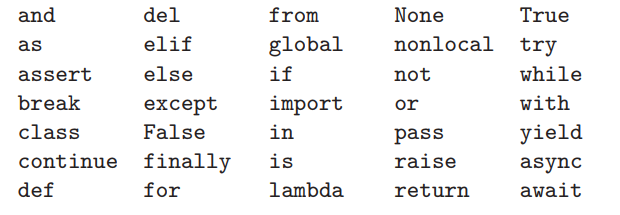 and del from None True
as elif global nonlocal try
assert else if not while
break except import or with
class False in pass yield
continue finally is raise async
def for lambda return await